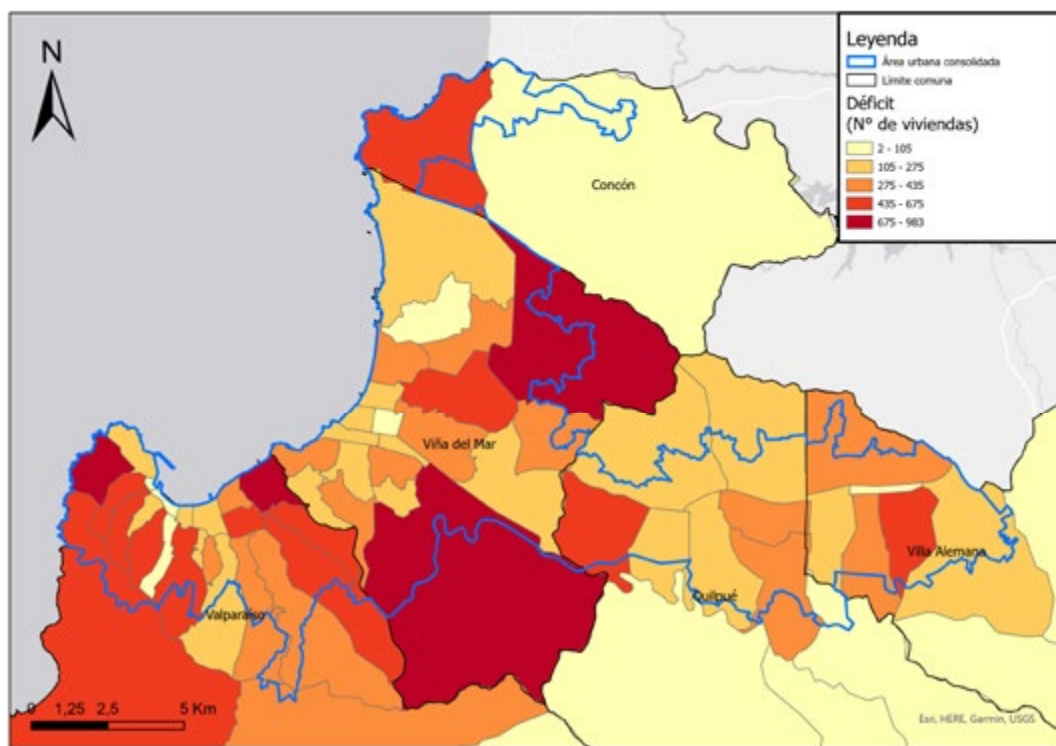 N
Leyenda
Área urbana consolidada
Límite comuna
Déficit
(N° de viviendas)
2 - 105
105 - 275
275 - 435
435 - 675
675 - 983
Concón
Viña del Mar
Villa Alemana
Quilpué
Valparaíso
0 1,25 2,5 5 Km
Esri, HERE, Garmin, USGS